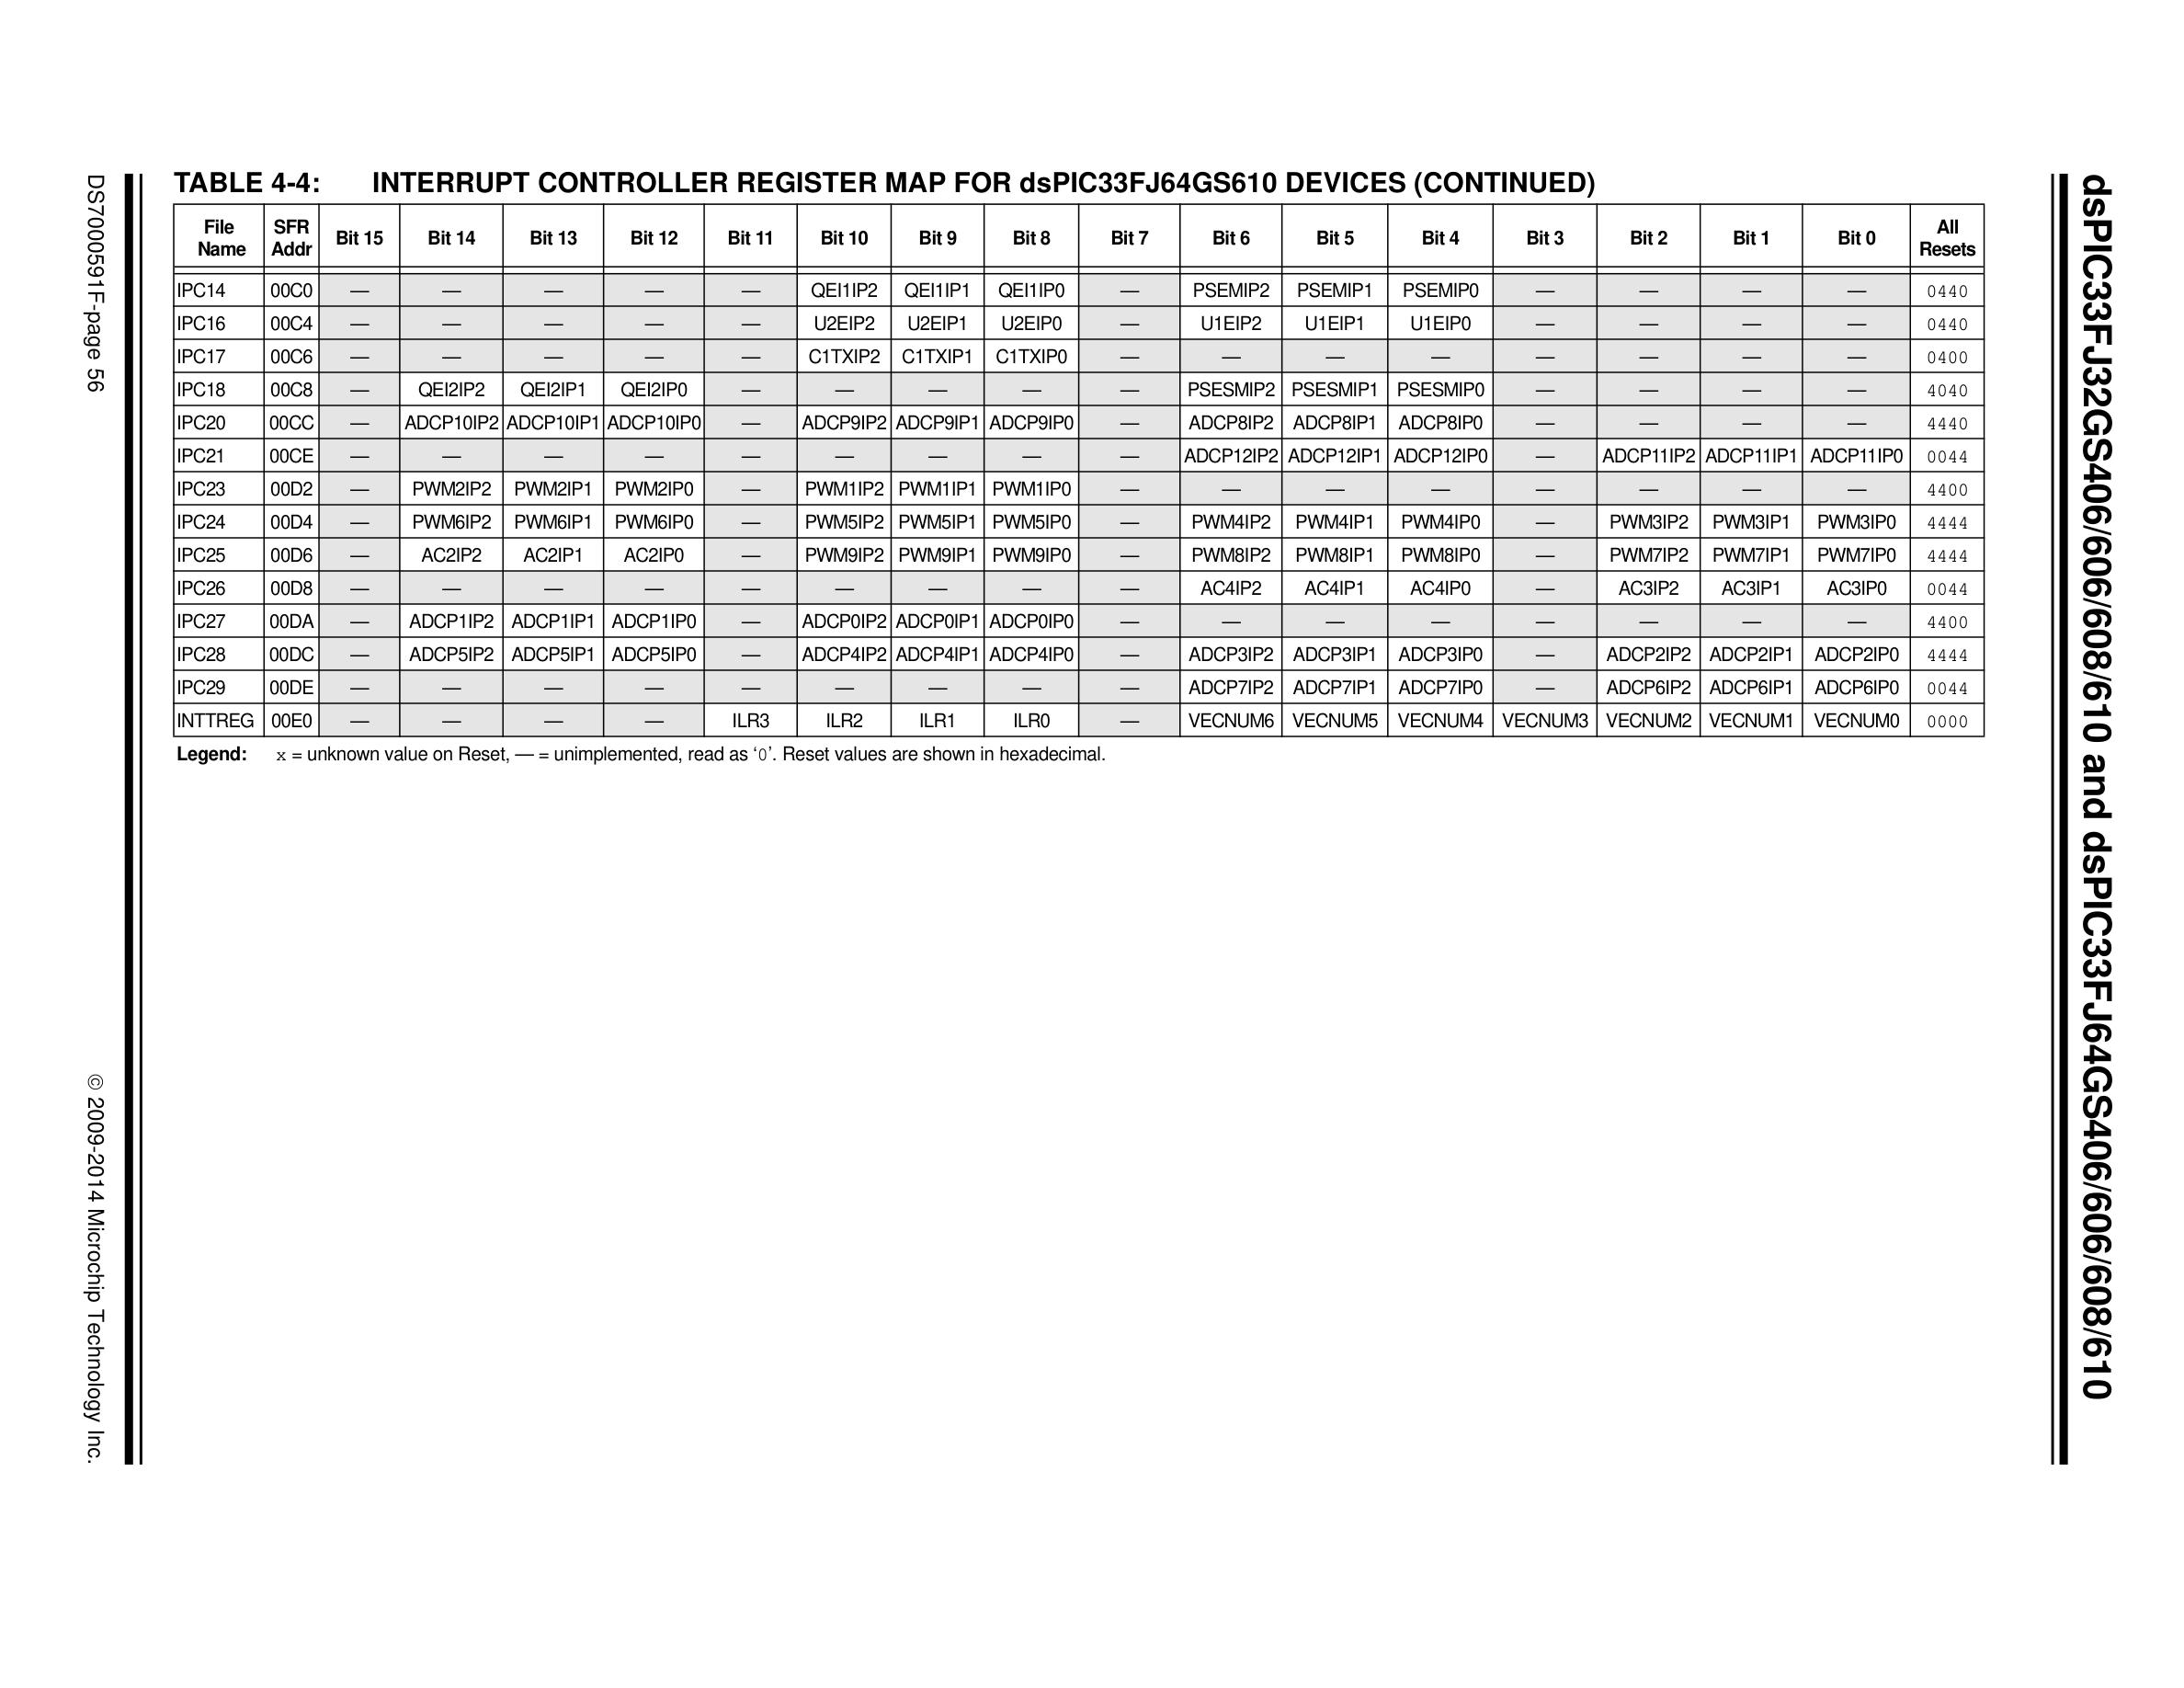 dsPIC33FJ32GS406/606/608/610 and dsPIC33FJ64GS406/606/608/610
TABLE 4-4: INTERRUPT CONTROLLER REGISTER MAP FOR dsPIC33FJ64GS610 DEVICES (CONTINUED)
File Name SFR Addr Bit 15 Bit 14 Bit 13 Bit 12 Bit 11 Bit 10 Bit 9 Bit 8 Bit 7 Bit 6 Bit 5 Bit 4 Bit 3 Bit 2 Bit 1 Bit 0 All Resets
IPC14 00C0 — — — — — QEI1IP2 QEI1IP1 QEI1IP0 — PSEMIP2 PSEMIP1 PSEMIP0 — — — — 0440
IPC16 00C4 — — — — — U2EIP2 U2EIP1 U2EIP0 — U1EIP2 U1EIP1 U1EIP0 — — — — 0440
IPC17 00C6 — — — — — C1TXIP2 C1TXIP1 C1TXIP0 — — — — — — — — 0400
IPC18 00C8 — QEI2IP2 QEI2IP1 QEI2IP0 — — — — — PSESMIP2 PSESMIP1 PSESMIP0 — — — — 4040
IPC20 00CC — ADCP10IP2 ADCP10IP1 ADCP10IP0 — ADCP9IP2 ADCP9IP1 ADCP9IP0 — ADCP8IP2 ADCP8IP1 ADCP8IP0 — — — — 4440
IPC21 00CE — — — — — — — — — ADCP12IP2 ADCP12IP1 ADCP12IP0 — ADCP11IP2 ADCP11IP1 ADCP11IP0 0044
IPC23 00D2 — PWM2IP2 PWM2IP1 PWM2IP0 — PWM1IP2 PWM1IP1 PWM1IP0 — — — — — — — — 4400
IPC24 00D4 — PWM6IP2 PWM6IP1 PWM6IP0 — PWM5IP2 PWM5IP1 PWM5IP0 — PWM4IP2 PWM4IP1 PWM4IP0 — PWM3IP2 PWM3IP1 PWM3IP0 4444
IPC25 00D6 — AC2IP2 AC2IP1 AC2IP0 — PWM9IP2 PWM9IP1 PWM9IP0 — PWM8IP2 PWM8IP1 PWM8IP0 — PWM7IP2 PWM7IP1 PWM7IP0 4444
IPC26 00D8 — — — — — — — — — AC4IP2 AC4IP1 AC4IP0 — AC3IP2 AC3IP1 AC3IP0 0044
IPC27 00DA — ADCP1IP2 ADCP1IP1 ADCP1IP0 — ADCP0IP2 ADCP0IP1 ADCP0IP0 — — — — — — — — 4400
IPC28 00DC — ADCP5IP2 ADCP5IP1 ADCP5IP0 — ADCP4IP2 ADCP4IP1 ADCP4IP0 — ADCP3IP2 ADCP3IP1 ADCP3IP0 — ADCP2IP2 ADCP2IP1 ADCP2IP0 4444
IPC29 00DE — — — — — — — — — ADCP7IP2 ADCP7IP1 ADCP7IP0 — ADCP6IP2 ADCP6IP1 ADCP6IP0 0044
INTTREG 00E0 — — — — ILR3 ILR2 ILR1 ILR0 — VECNUM6 VECNUM5 VECNUM4 VECNUM3 VECNUM2 VECNUM1 VECNUM0 0000
Legend: x = unknown value on Reset, — = unimplemented, read as ‘0’. Reset values are shown in hexadecimal.
DS70000591F-page 56
© 2009-2014 Microchip Technology Inc.